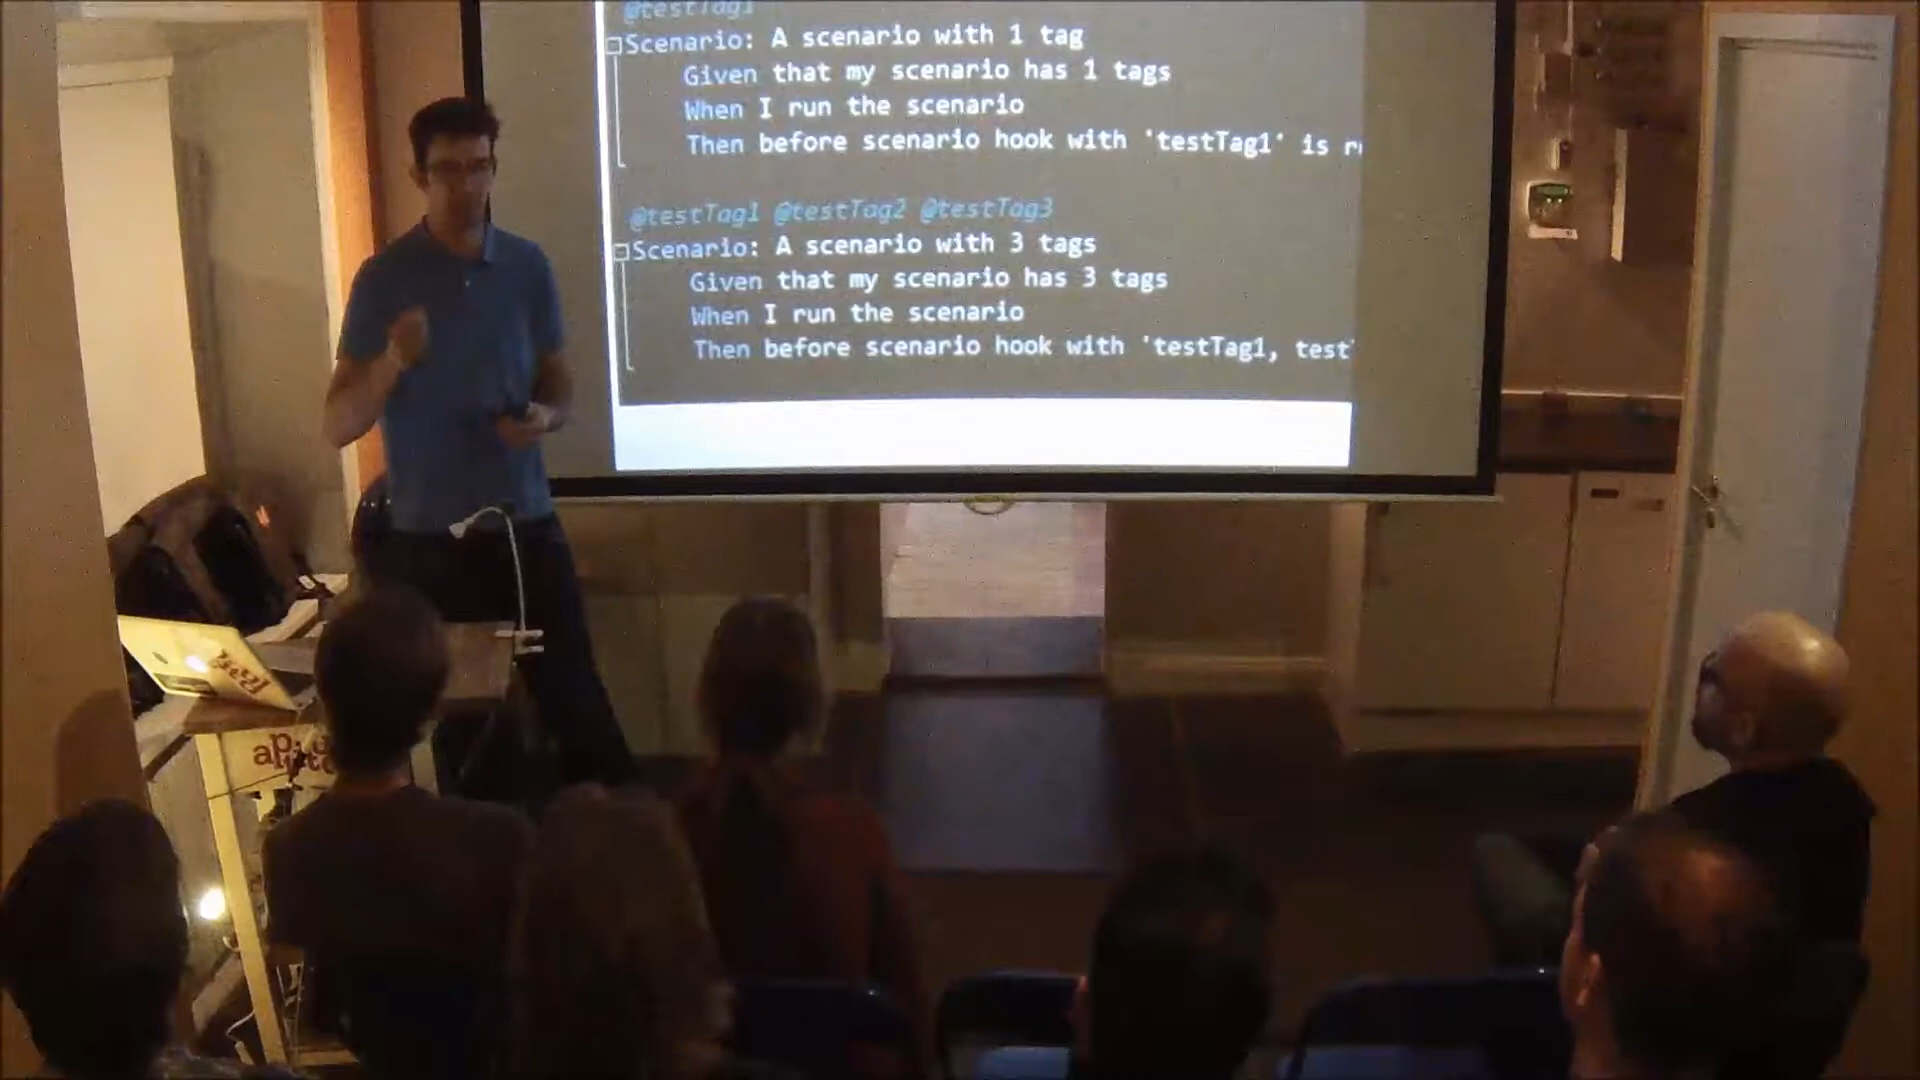 @testTag1
Scenario: A scenario with 1 tag
Given that my scenario has 1 tags
When I run the scenario
Then before scenario hook with 'testTag1' is
@testTag1 @testTag2 @testTag3
Scenario: A scenario with 3 tags
Given that my scenario has 3 tags
When I run the scenario
Then before scenario hook with 'testTag1, test